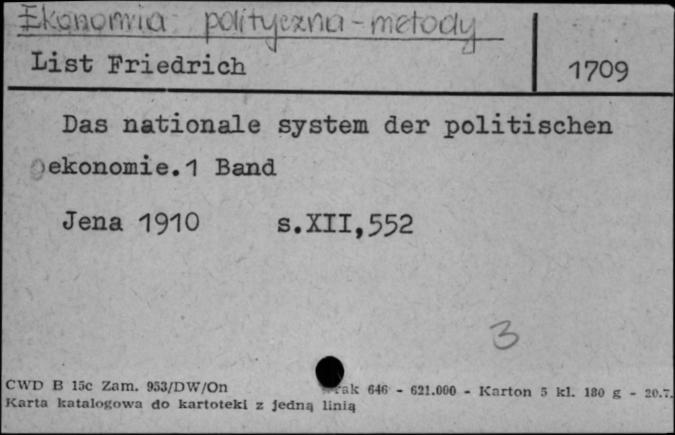 Ekonomia polityczna - metody
List Friedrich
1709
Das nationale system der politischen
oekonomie.1 Band
Jena 1910 s.XII,552
3
CWD B 15c Zam. 953/DW/On rak 646 - 621.000 - Karton 5 kl. 180 g - 20.7.
Karta katalogowa do kartoteki z jedną linią